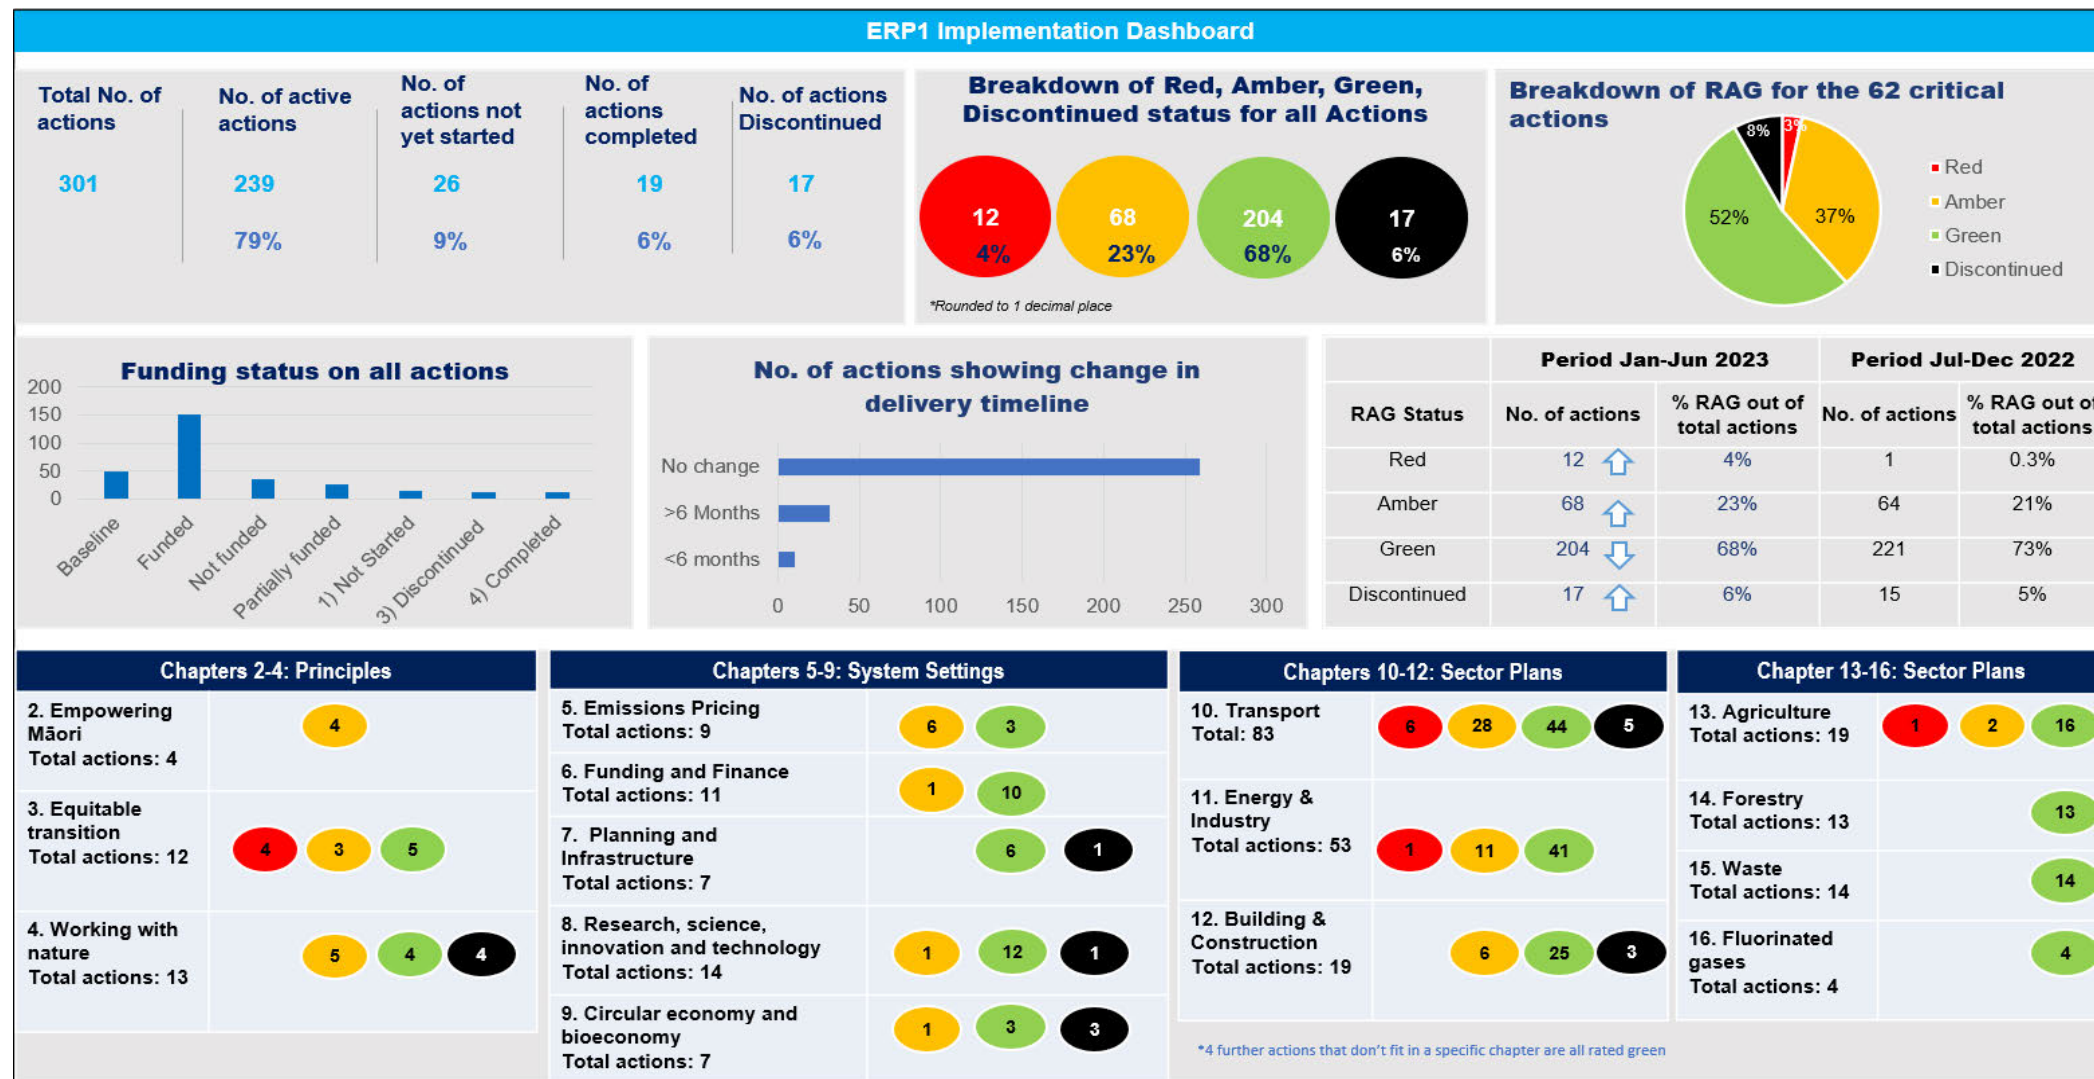 ERP1 Implementation Dashboard
Total No. of
actions
301
No. of active
actions
239
79%
No. of
actions not
yet started
26
9%
No. of
actions
completed
19
6%
No. of actions
Discontinued
17
6%
Breakdown of Red, Amber, Green,
Discontinued status for all Actions
12
4%
68
23%
204
68%
17
6%
*Rounded to 1 decimal place
Breakdown of RAG for the 62 critical
actions
8%
3%
52%
37%
Red
Amber
Green
Discontinued
Funding status on all actions
200
150
100
50
0
Baseline
Funded
Not funded
Partially funded
1) Not Started
3) Discontinued
4) Completed
No. of actions showing change in
delivery timeline
No change
>6 Months
<6 months
0 50 100 150 200 250 300
Period Jan-Jun 2023 Period Jul-Dec 2022
RAG Status No. of actions % RAG out of total actions No. of actions % RAG out of total actions
Red 12 4% 1 0.3%
Amber 68 23% 64 21%
Green 204 68% 221 73%
Discontinued 17 6% 15 5%
Chapters 2-4: Principles
2. Empowering
Māori
Total actions: 4
4
3. Equitable
transition
Total actions: 12
4 3 5
4. Working with
nature
Total actions: 13
5 4 4
Chapters 5-9: System Settings
5. Emissions Pricing
Total actions: 9
6 3
6. Funding and Finance
Total actions: 11
1 10
7. Planning and
Infrastructure
Total actions: 7
6 1
8. Research, science,
innovation and technology
Total actions: 14
1 12 1
9. Circular economy and
bioeconomy
Total actions: 7
1 3 3
Chapters 10-12: Sector Plans
10. Transport
Total: 83
6 28 44 5
11. Energy &
Industry
Total actions: 53
1 11 41
12. Building &
Construction
Total actions: 19
6 25 3
*4 further actions that don't fit in a specific chapter are all rated green
Chapter 13-16: Sector Plans
13. Agriculture
Total actions: 19
1 2 16
14. Forestry
Total actions: 13
13
15. Waste
Total actions: 14
14
16. Fluorinated
gases
Total actions: 4
4